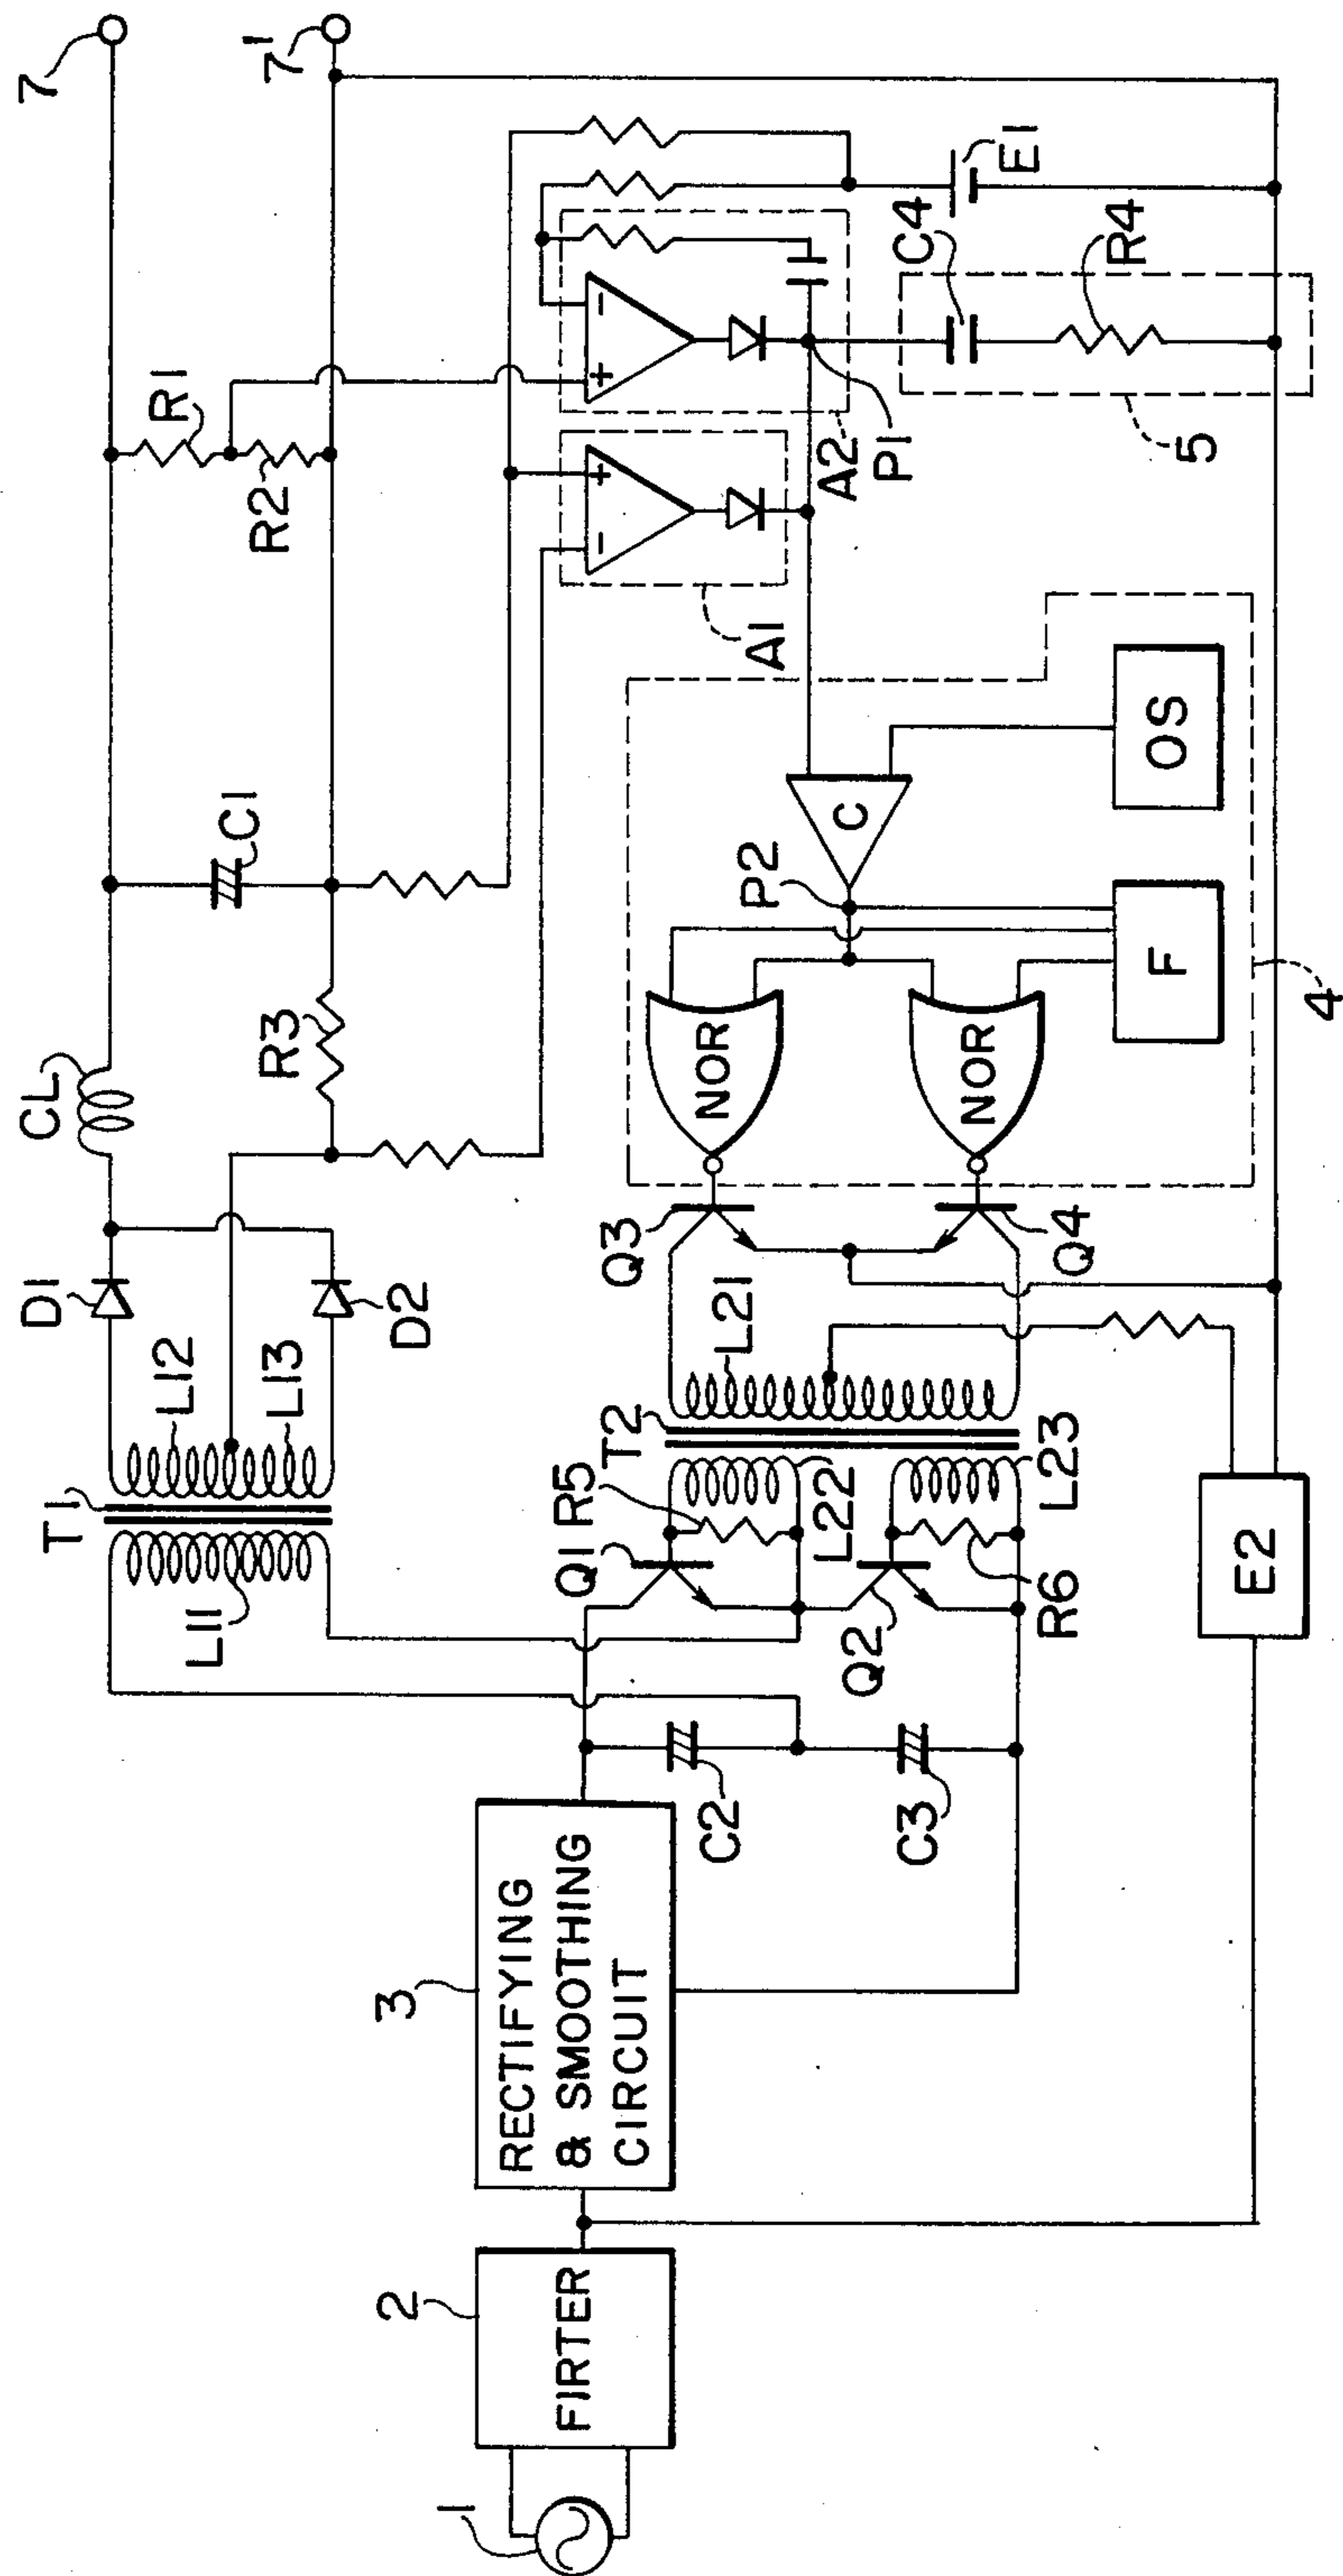 7
7'
R1
R2
C1
CL
R3
D1
D2
L12
L13
T1
L11
E1
C4
R4
5
A2
P1
A1
OS
C
P2
F
4
NOR
NOR
Q3
Q4
L21
T2
L22
L23
R5
Q1
Q2
R6
E2
C2
C3
3
RECTIFYING
& SMOOTHING
CIRCUIT
2
FIRTER
1
+
−
+
−